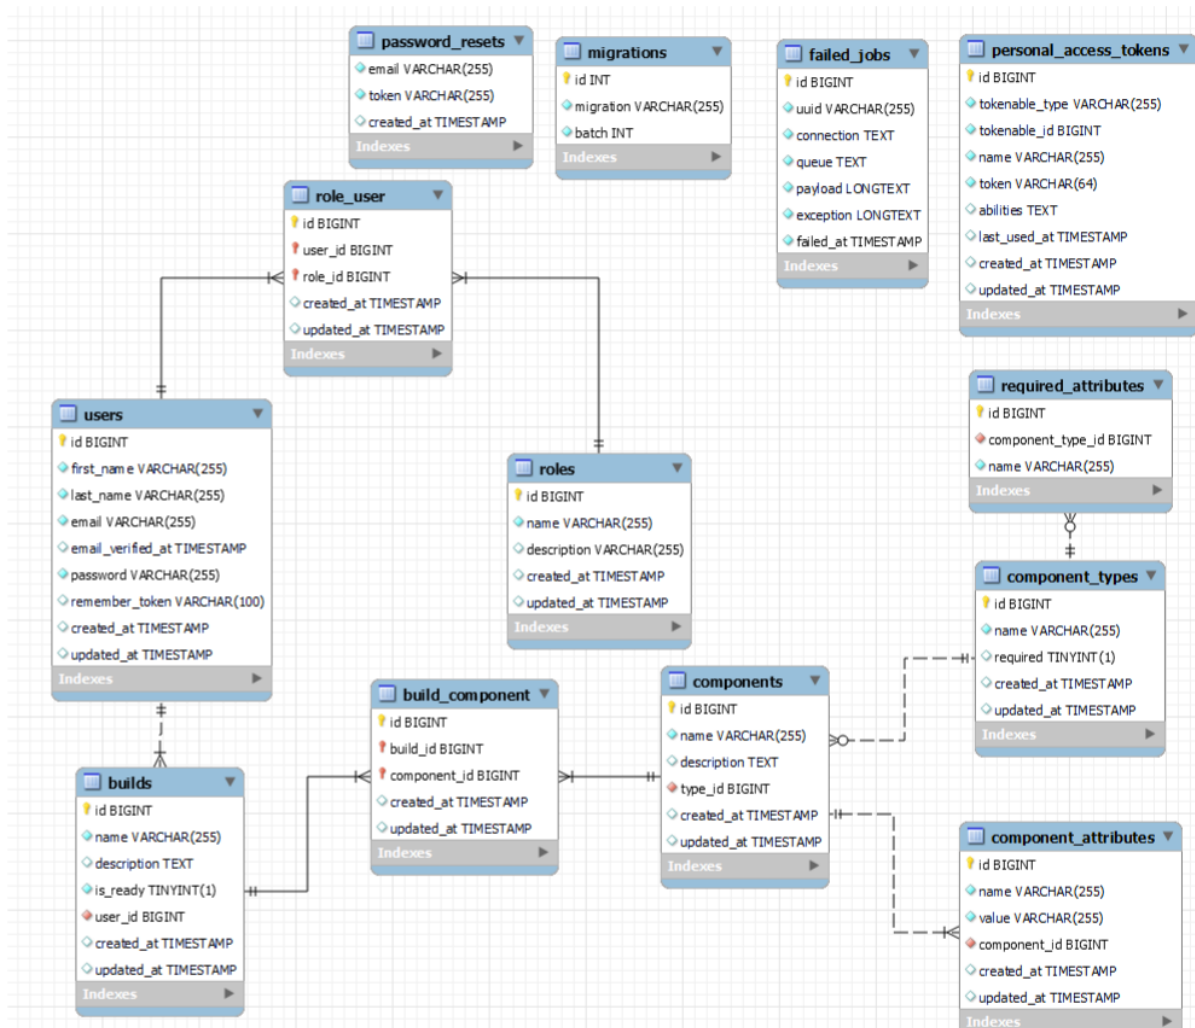 password_resets
email VARCHAR(255)
token VARCHAR(255)
created_at TIMESTAMP
Indexes
migrations
id INT
migration VARCHAR(255)
batch INT
Indexes
failed_jobs
id BIGINT
uuid VARCHAR(255)
connection TEXT
queue TEXT
payload LONGTEXT
exception LONGTEXT
failed_at TIMESTAMP
Indexes
personal_access_tokens
id BIGINT
tokenable_type VARCHAR(255)
tokenable_id BIGINT
name VARCHAR(255)
token VARCHAR(64)
abilities TEXT
last_used_at TIMESTAMP
created_at TIMESTAMP
updated_at TIMESTAMP
Indexes
role_user
id BIGINT
user_id BIGINT
role_id BIGINT
created_at TIMESTAMP
updated_at TIMESTAMP
Indexes
users
id BIGINT
first_name VARCHAR(255)
last_name VARCHAR(255)
email VARCHAR(255)
email_verified_at TIMESTAMP
password VARCHAR(255)
remember_token VARCHAR(100)
created_at TIMESTAMP
updated_at TIMESTAMP
Indexes
roles
id BIGINT
name VARCHAR(255)
description VARCHAR(255)
created_at TIMESTAMP
updated_at TIMESTAMP
Indexes
required_attributes
id BIGINT
component_type_id BIGINT
name VARCHAR(255)
Indexes
component_types
id BIGINT
name VARCHAR(255)
required TINYINT(1)
created_at TIMESTAMP
updated_at TIMESTAMP
Indexes
build_component
id BIGINT
build_id BIGINT
component_id BIGINT
created_at TIMESTAMP
updated_at TIMESTAMP
Indexes
components
id BIGINT
name VARCHAR(255)
description TEXT
type_id BIGINT
created_at TIMESTAMP
updated_at TIMESTAMP
Indexes
builds
id BIGINT
name VARCHAR(255)
description TEXT
is_ready TINYINT(1)
user_id BIGINT
created_at TIMESTAMP
updated_at TIMESTAMP
Indexes
component_attributes
id BIGINT
name VARCHAR(255)
value VARCHAR(255)
component_id BIGINT
created_at TIMESTAMP
updated_at TIMESTAMP
Indexes